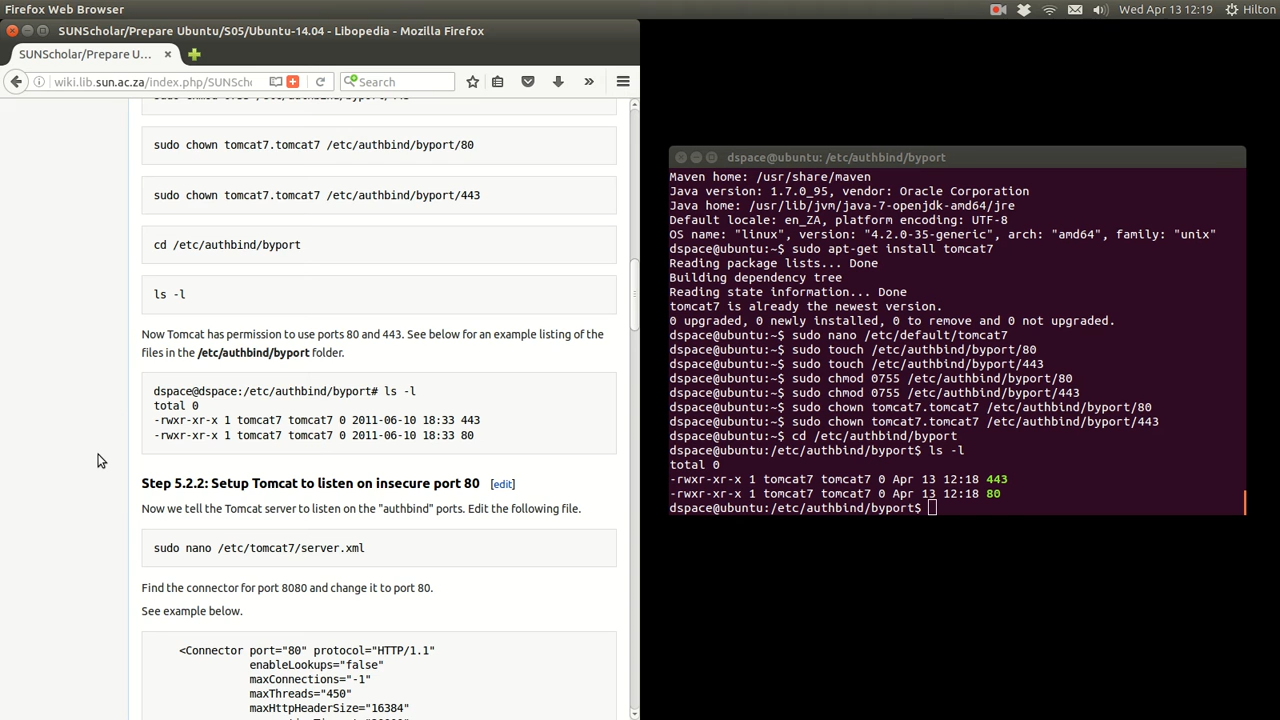 Firefox Web Browser
Wed Apr 13 12:19 Hilton
SUNScholar/Prepare Ubuntu/S05/Ubuntu-14.04 - Libopedia - Mozilla Firefox
SUNScholar/Prepare U...
wiki.lib.sun.ac.za/index.php/SUNSch
Search
sudo chown tomcat7.tomcat7 /etc/authbind/byport/80
sudo chown tomcat7.tomcat7 /etc/authbind/byport/443
cd /etc/authbind/byport
ls -l
Now Tomcat has permission to use ports 80 and 443. See below for an example listing of the
files in the /etc/authbind/byport folder.
dspace@dspace:/etc/authbind/byport# ls -l
total 0
-rwxr-xr-x 1 tomcat7 tomcat7 0 2011-06-10 18:33 443
-rwxr-xr-x 1 tomcat7 tomcat7 0 2011-06-10 18:33 80
Step 5.2.2: Setup Tomcat to listen on insecure port 80 [edit]
Now we tell the Tomcat server to listen on the "authbind" ports. Edit the following file.
sudo nano /etc/tomcat7/server.xml
Find the connector for port 8080 and change it to port 80.
See example below.
<Connector port="80" protocol="HTTP/1.1"
enableLookups="false"
maxConnections="-1"
maxThreads="450"
maxHttpHeaderSize="16384"
dspace@ubuntu: /etc/authbind/byport
Maven home: /usr/share/maven
Java version: 1.7.0_95, vendor: Oracle Corporation
Java home: /usr/lib/jvm/java-7-openjdk-amd64/jre
Default locale: en_ZA, platform encoding: UTF-8
OS name: "linux", version: "4.2.0-35-generic", arch: "amd64", family: "unix"
dspace@ubuntu:~$ sudo apt-get install tomcat7
Reading package lists... Done
Building dependency tree
Reading state information... Done
tomcat7 is already the newest version.
0 upgraded, 0 newly installed, 0 to remove and 0 not upgraded.
dspace@ubuntu:~$ sudo nano /etc/default/tomcat7
dspace@ubuntu:~$ sudo touch /etc/authbind/byport/80
dspace@ubuntu:~$ sudo touch /etc/authbind/byport/443
dspace@ubuntu:~$ sudo chmod 0755 /etc/authbind/byport/80
dspace@ubuntu:~$ sudo chmod 0755 /etc/authbind/byport/443
dspace@ubuntu:~$ sudo chown tomcat7.tomcat7 /etc/authbind/byport/80
dspace@ubuntu:~$ sudo chown tomcat7.tomcat7 /etc/authbind/byport/443
dspace@ubuntu:~$ cd /etc/authbind/byport
dspace@ubuntu:/etc/authbind/byport$ ls -l
total 0
-rwxr-xr-x 1 tomcat7 tomcat7 0 Apr 13 12:18 443
-rwxr-xr-x 1 tomcat7 tomcat7 0 Apr 13 12:18 80
dspace@ubuntu:/etc/authbind/byport$